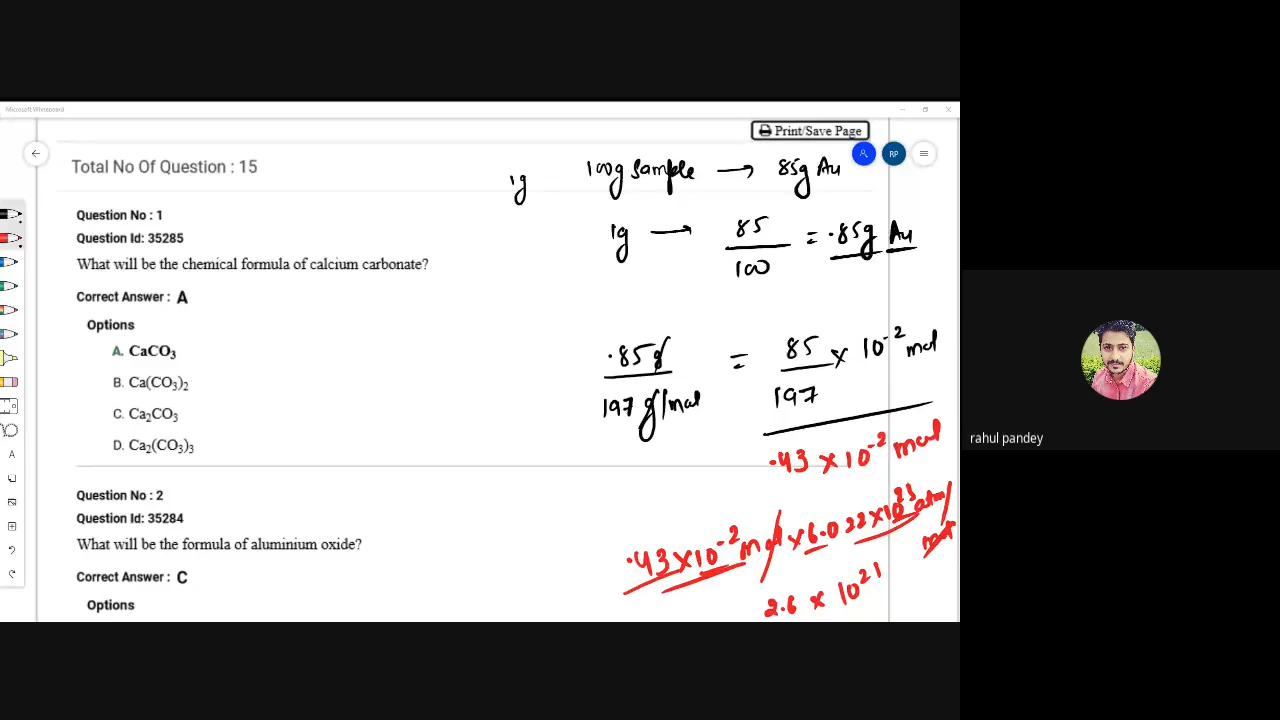 Microsoft Whiteboard
Print/Save Page
Total No Of Question : 15
RP
Question No : 1
Question Id: 35285
What will be the chemical formula of calcium carbonate?
Correct Answer : A
Options
A. CaCO3
B. Ca(CO3)2
C. Ca2CO3
D. Ca2(CO3)3
Question No : 2
Question Id: 35284
What will be the formula of aluminium oxide?
Correct Answer : C
Options
1g 100g sample → 85g Au
1g → 85/100 = .85g Au
.85g/197 g/mol = 85/197 × 10^-2 mol
.43 × 10^-2 mol
.43×10^-2 mol × 6.022×10^23 atm/mol
2.6 × 10^21
rahul pandey